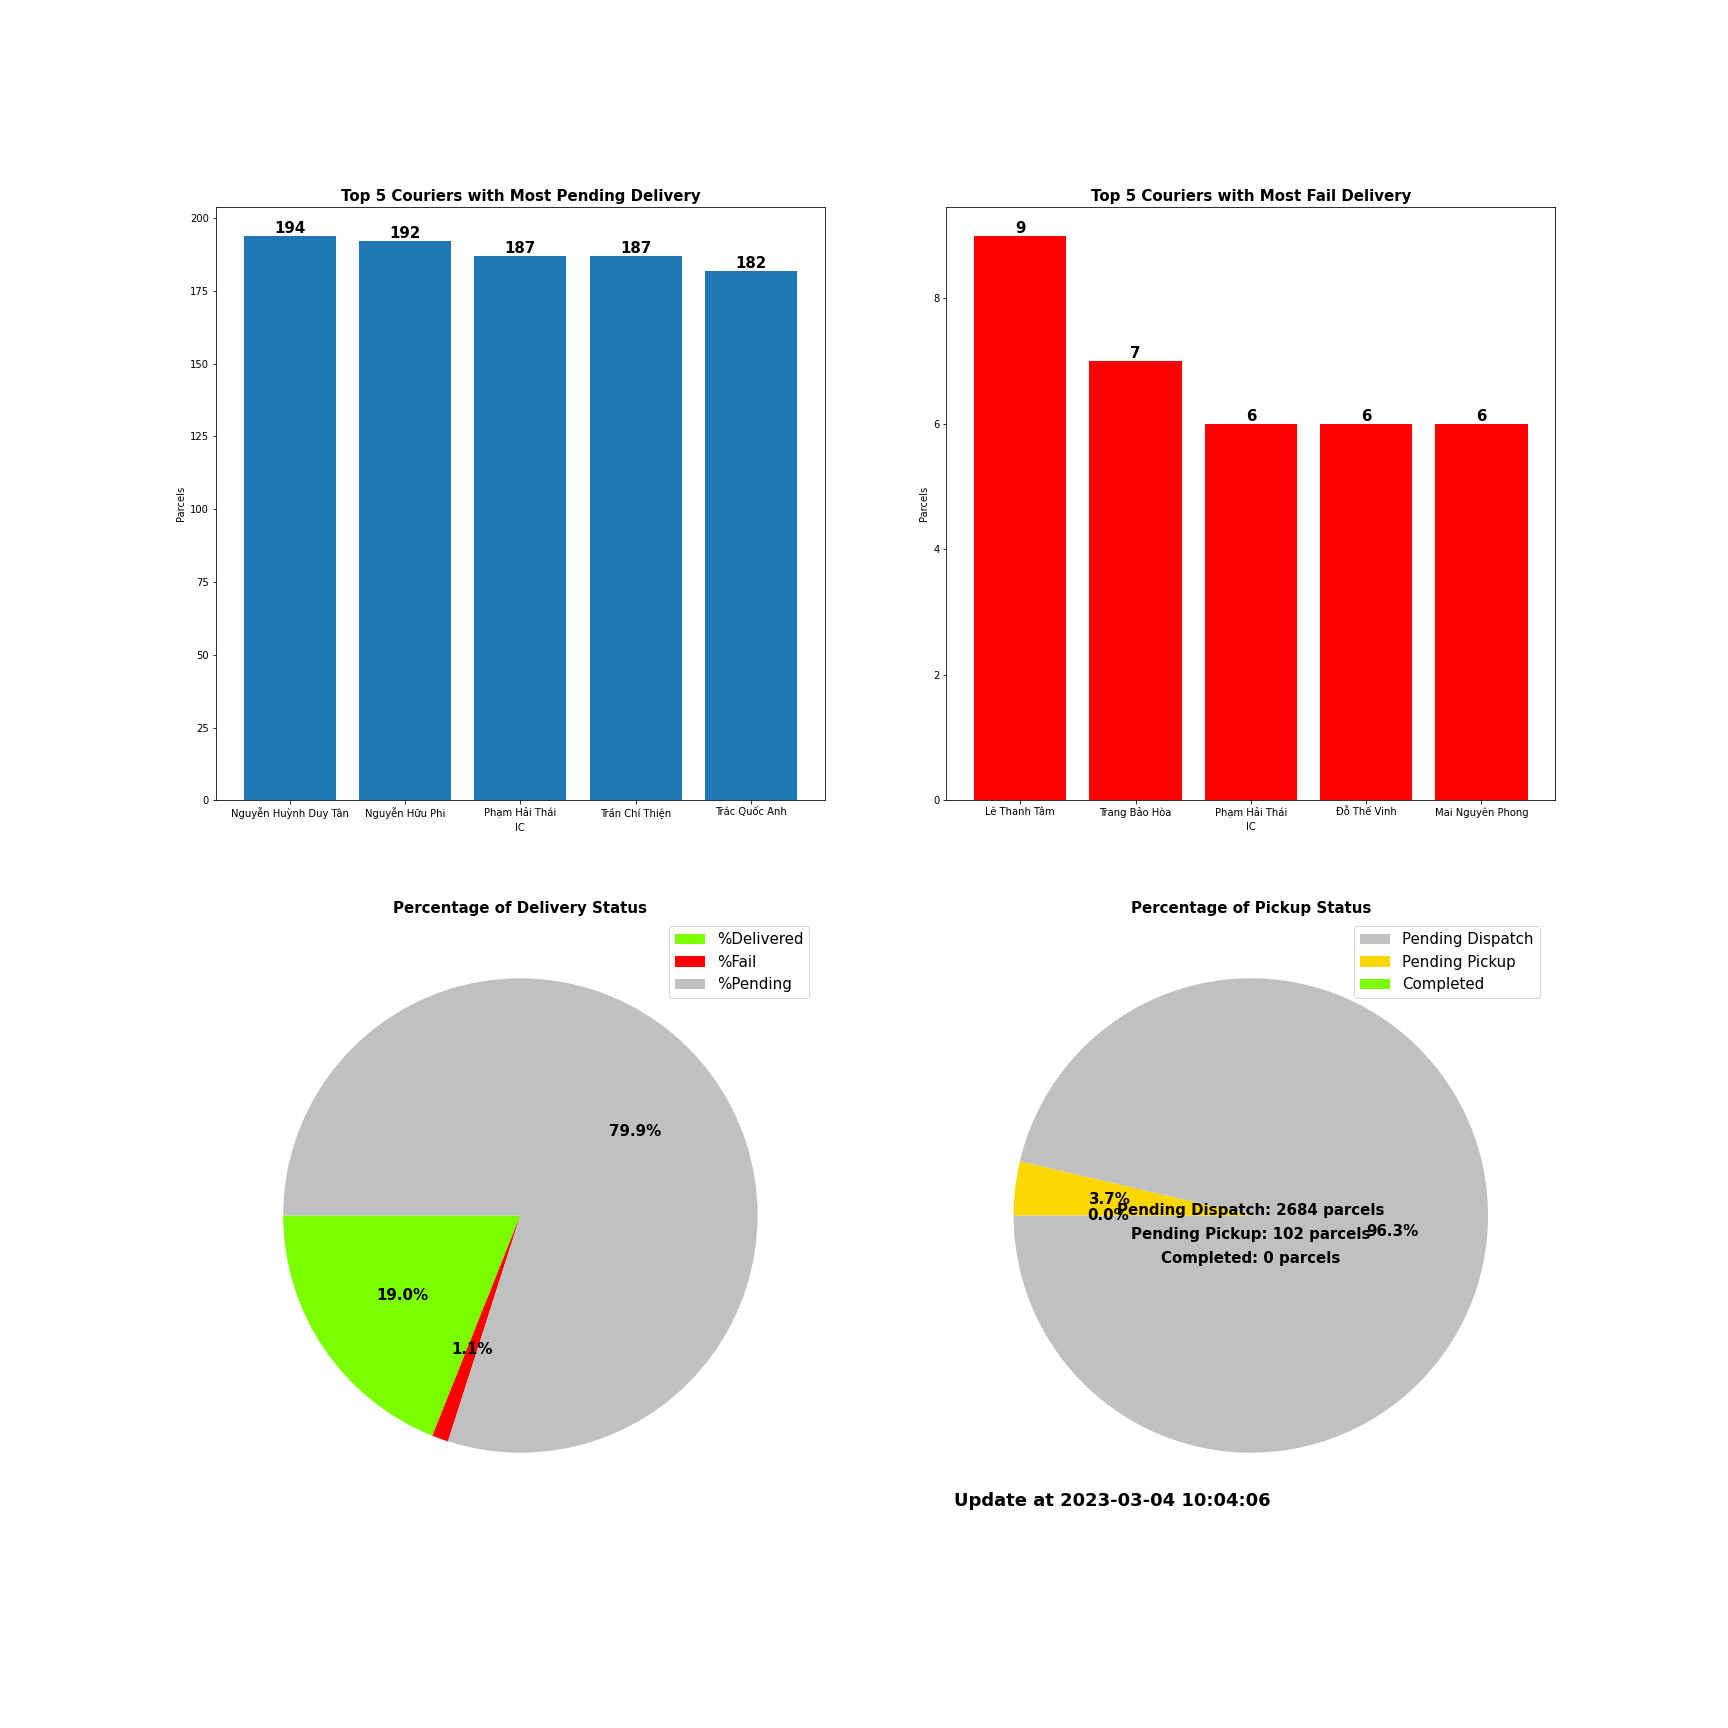 Top 5 Couriers with Most Pending Delivery
194
192
187
187
182
200
175
150
125
100
75
50
25
0
Parcels
Nguyễn Huỳnh Duy Tân
Nguyễn Hữu Phi
Phạm Hải Thái
Trần Chí Thiện
Trác Quốc Anh
IC
Top 5 Couriers with Most Fail Delivery
9
7
6
6
6
8
6
4
2
0
Parcels
Lê Thanh Tâm
Trang Bảo Hòa
Phạm Hải Thái
Đỗ Thế Vinh
Mai Nguyên Phong
IC
Percentage of Delivery Status
%Delivered
%Fail
%Pending
79.9%
19.0%
1.1%
Percentage of Pickup Status
Pending Dispatch
Pending Pickup
Completed
3.7%
0.0%
Pending Dispatch: 2684 parcels
96.3%
Pending Pickup: 102 parcels
Completed: 0 parcels
Update at 2023-03-04 10:04:06